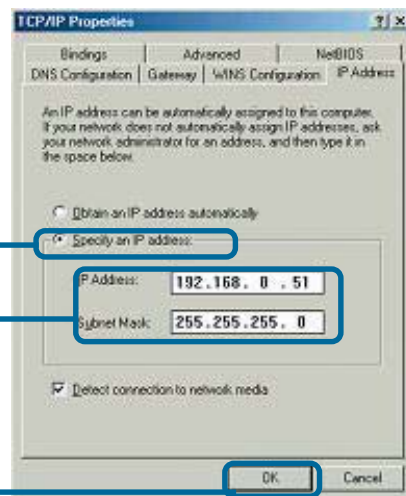 TCP/IP Properties
? x
Bindings Advanced NetBIOS
DNS Configuration Gateway WINS Configuration IP Address
An IP address can be automatically assigned to this computer.
If your network does not automatically assign IP addresses, ask
your network administrator for an address, and then type it in
the space below.
Obtain an IP address automatically
Specify an IP address:
IP Address: 192.168. 0 .51
Subnet Mask: 255.255.255. 0
Detect connection to network media
OK Cancel